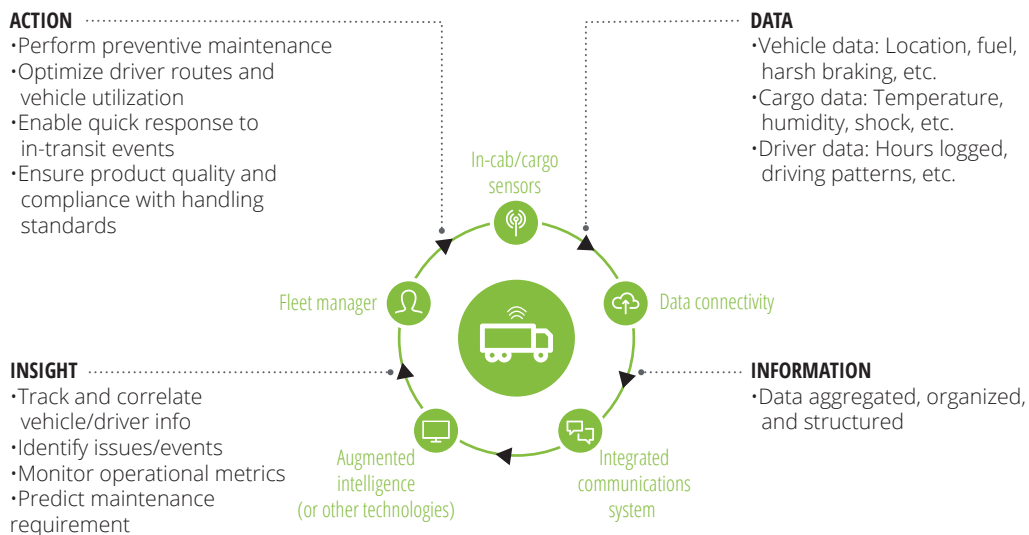 ACTION
•Perform preventive maintenance
•Optimize driver routes and
vehicle utilization
•Enable quick response to
in-transit events
•Ensure product quality and
compliance with handling
standards
DATA
•Vehicle data: Location, fuel,
harsh braking, etc.
•Cargo data: Temperature,
humidity, shock, etc.
•Driver data: Hours logged,
driving patterns, etc.
In-cab/cargo
sensors
Fleet manager
Data connectivity
INSIGHT
•Track and correlate
vehicle/driver info
•Identify issues/events
•Monitor operational metrics
•Predict maintenance
requirement
INFORMATION
•Data aggregated, organized,
and structured
Augmented
intelligence
(or other technologies)
Integrated
communications
system